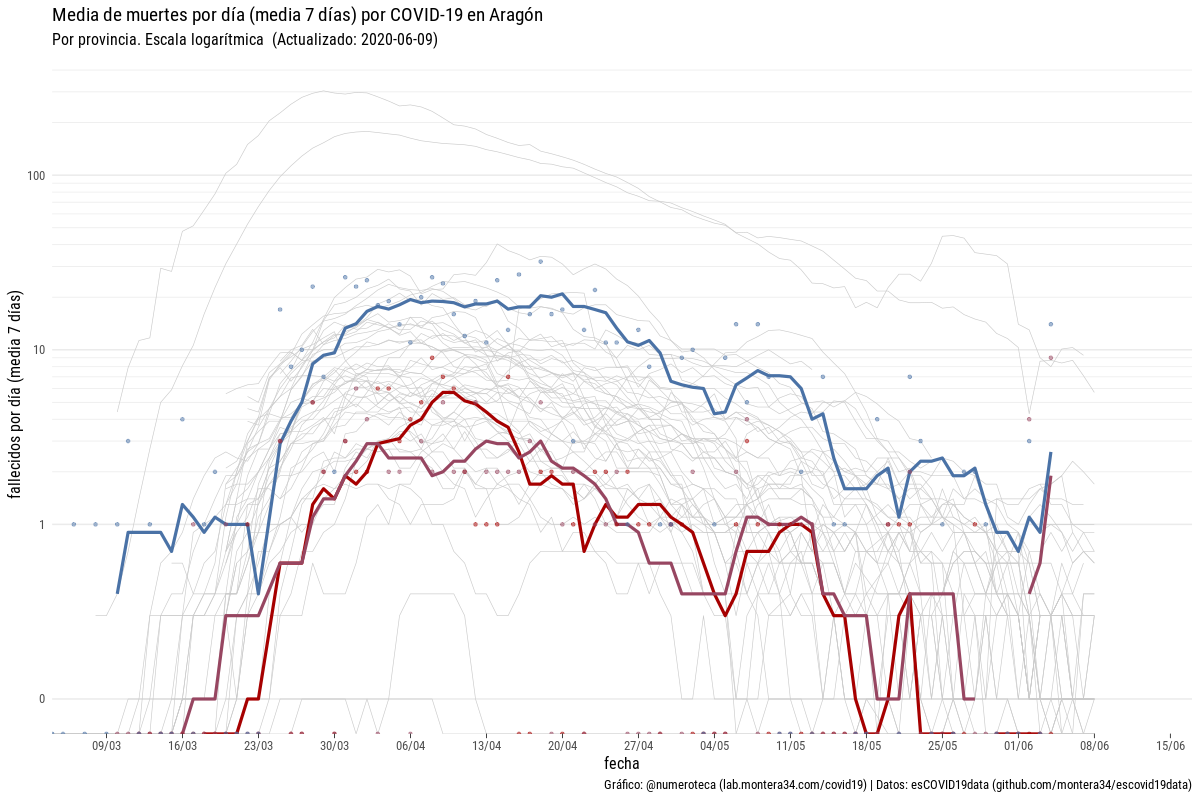 Media de muertes por día (media 7 días) por COVID-19 en Aragón
Por provincia. Escala logarítmica (Actualizado: 2020-06-09)
fallecidos por día (media 7 días)
100
10
1
0
09/03 16/03 23/03 30/03 06/04 13/04 20/04 27/04 04/05 11/05 18/05 25/05 01/06 08/06 15/06
fecha
Gráfico: @numeroteca (lab.montera34.com/covid19) | Datos: esCOVID19data (github.com/montera34/escovid19data)